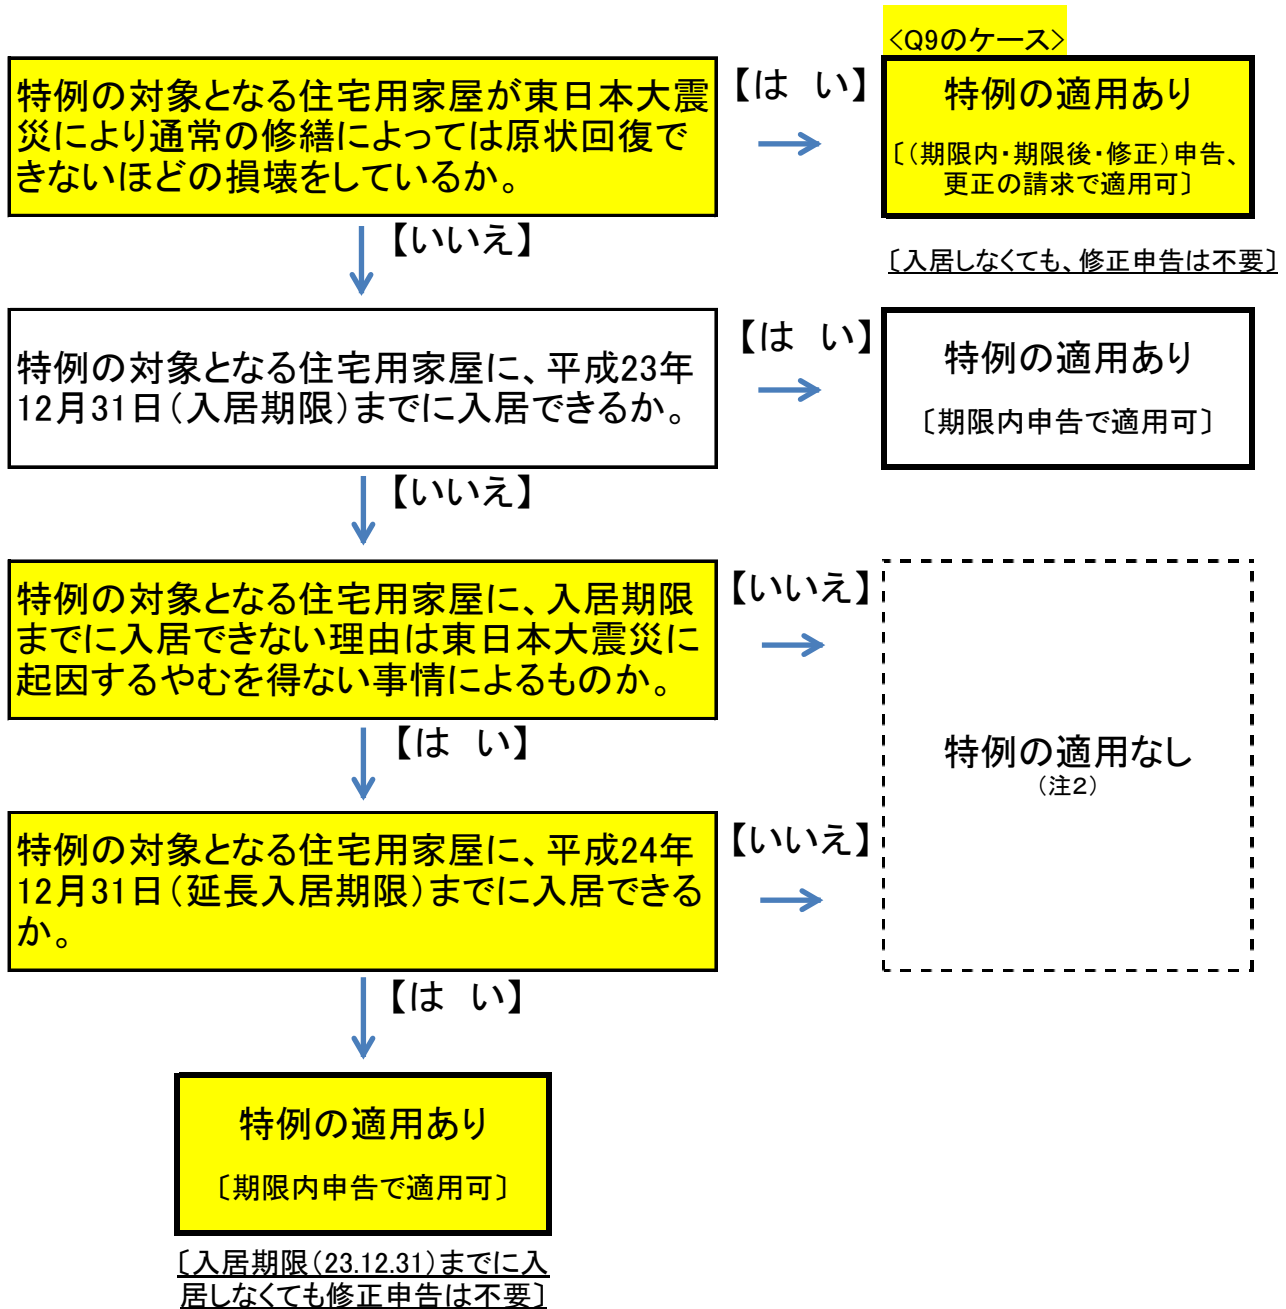 <Q9のケース>
特例の対象となる住宅用家屋が東日本大震
災により通常の修繕によっては原状回復で
きないほどの損壊をしているか。
【は　い】
特例の適用あり
〔（期限内・期限後・修正）申告、
更正の請求で適用可〕
〔入居しなくても、修正申告は不要〕
【いいえ】
特例の対象となる住宅用家屋に、平成23年
12月31日（入居期限）までに入居できるか。
【は　い】
特例の適用あり
〔期限内申告で適用可〕
【いいえ】
特例の対象となる住宅用家屋に、入居期限
までに入居できない理由は東日本大震災に
起因するやむを得ない事情によるものか。
【いいえ】
特例の適用なし
（注２）
【は　い】
特例の対象となる住宅用家屋に、平成24年
12月31日（延長入居期限）までに入居できる
か。
【いいえ】
【は　い】
特例の適用あり
〔期限内申告で適用可〕
〔入居期限（23.12.31）までに入
居しなくても修正申告は不要〕